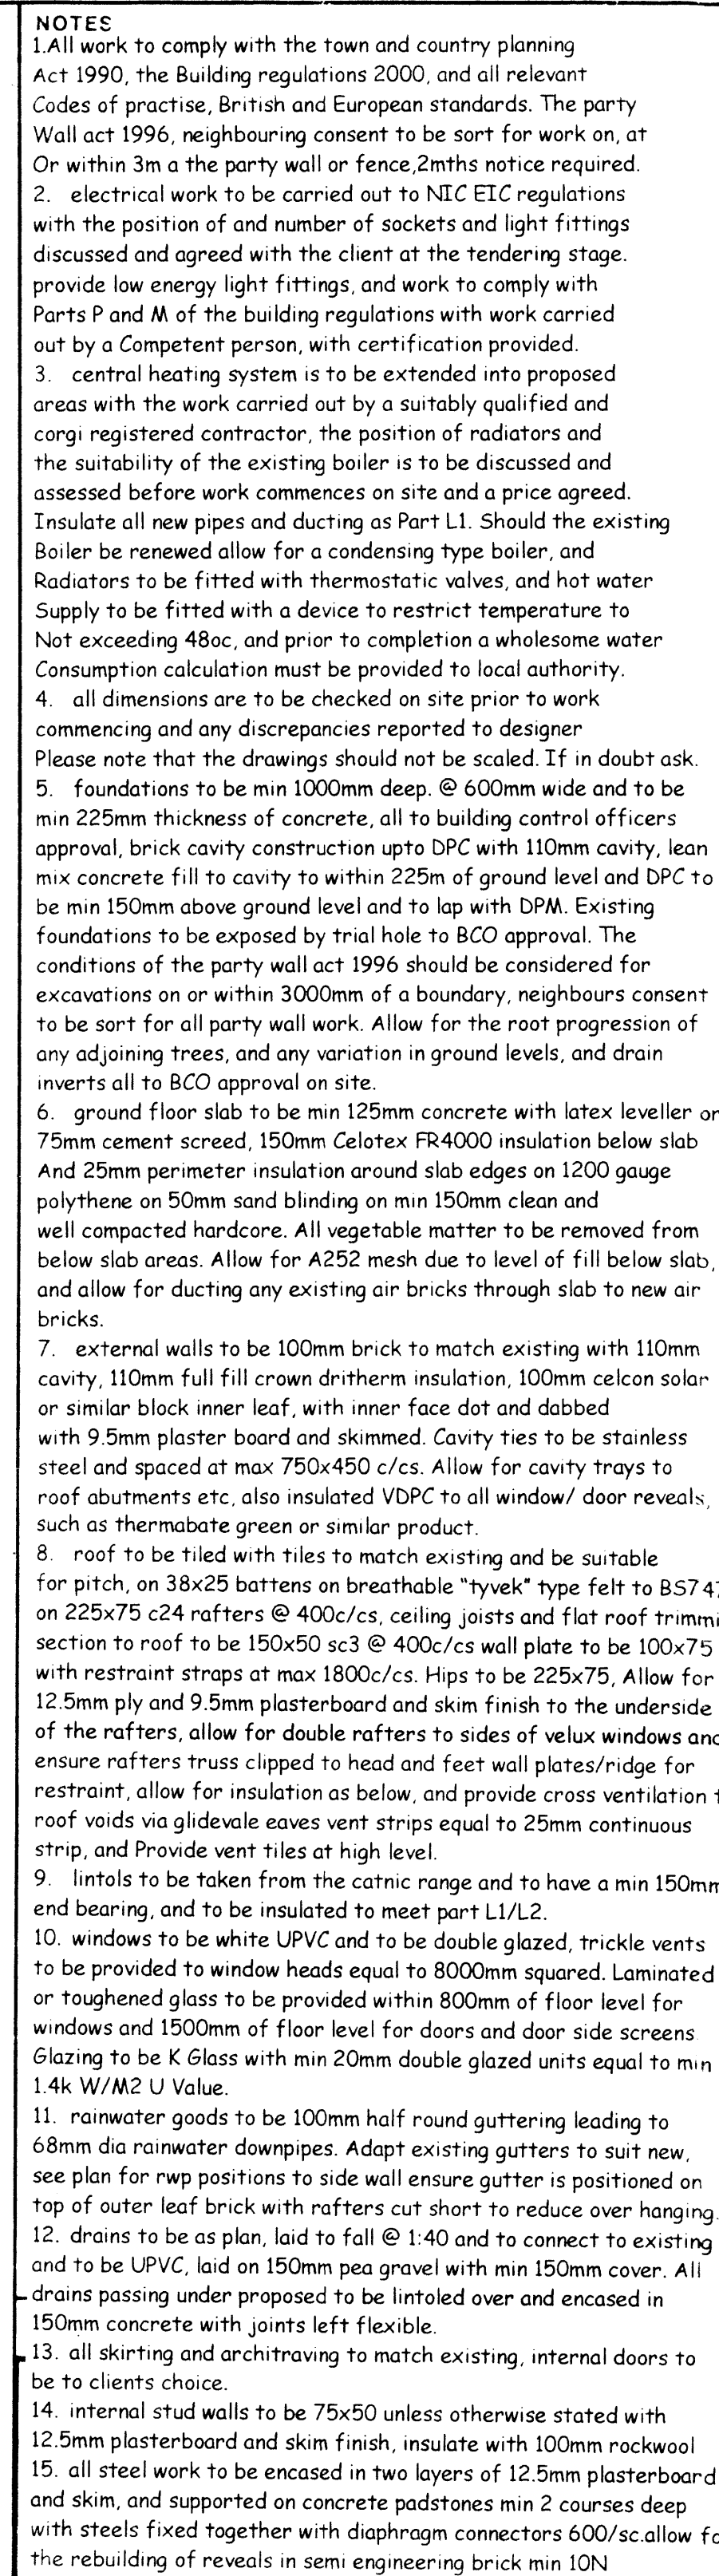 NOTES
1.All work to comply with the town and country planning
Act 1990, the Building regulations 2000, and all relevant
Codes of practise, British and European standards. The party
Wall act 1996, neighbouring consent to be sort for work on, at
Or within 3m a the party wall or fence,2mths notice required.
2. electrical work to be carried out to NIC EIC regulations
with the position of and number of sockets and light fittings
discussed and agreed with the client at the tendering stage.
provide low energy light fittings, and work to comply with
Parts P and M of the building regulations with work carried
out by a Competent person, with certification provided.
3. central heating system is to be extended into proposed
areas with the work carried out by a suitably qualified and
corgi registered contractor, the position of radiators and
the suitability of the existing boiler is to be discussed and
assessed before work commences on site and a price agreed.
Insulate all new pipes and ducting as Part L1. Should the existing
Boiler be renewed allow for a condensing type boiler, and
Radiators to be fitted with thermostatic valves, and hot water
Supply to be fitted with a device to restrict temperature to
Not exceeding 48oc, and prior to completion a wholesome water
Consumption calculation must be provided to local authority.
4. all dimensions are to be checked on site prior to work
commencing and any discrepancies reported to designer
Please note that the drawings should not be scaled. If in doubt ask.
5. foundations to be min 1000mm deep. @ 600mm wide and to be
min 225mm thickness of concrete, all to building control officers
approval, brick cavity construction upto DPC with 110mm cavity, lean
mix concrete fill to cavity to within 225m of ground level and DPC to
be min 150mm above ground level and to lap with DPM. Existing
foundations to be exposed by trial hole to BCO approval. The
conditions of the party wall act 1996 should be considered for
excavations on or within 3000mm of a boundary, neighbours consent
to be sort for all party wall work. Allow for the root progression of
any adjoining trees, and any variation in ground levels, and drain
inverts all to BCO approval on site.
6. ground floor slab to be min 125mm concrete with latex leveller or
75mm cement screed, 150mm Celotex FR4000 insulation below slab
And 25mm perimeter insulation around slab edges on 1200 gauge
polythene on 50mm sand blinding on min 150mm clean and
well compacted hardcore. All vegetable matter to be removed from
below slab areas. Allow for A252 mesh due to level of fill below slab,
and allow for ducting any existing air bricks through slab to new air
bricks.
7. external walls to be 100mm brick to match existing with 110mm
cavity, 110mm full fill crown dritherm insulation, 100mm celcon solar
or similar block inner leaf, with inner face dot and dabbed
with 9.5mm plaster board and skimmed. Cavity ties to be stainless
steel and spaced at max 750x450 c/cs. Allow for cavity trays to
roof abutments etc, also insulated VDPC to all window/ door reveals,
such as thermabate green or similar product.
8. roof to be tiled with tiles to match existing and be suitable
for pitch, on 38x25 battens on breathable "tyvek" type felt to BS747
on 225x75 c24 rafters @ 400c/cs, ceiling joists and flat roof trimmi
section to roof to be 150x50 sc3 @ 400c/cs wall plate to be 100x75
with restraint straps at max 1800c/cs. Hips to be 225x75, Allow for
12.5mm ply and 9.5mm plasterboard and skim finish to the underside
of the rafters, allow for double rafters to sides of velux windows and
ensure rafters truss clipped to head and feet wall plates/ridge for
restraint, allow for insulation as below, and provide cross ventilation t
roof voids via glidevale eaves vent strips equal to 25mm continuous
strip, and Provide vent tiles at high level.
9. lintols to be taken from the catnic range and to have a min 150mm
end bearing, and to be insulated to meet part L1/L2.
10. windows to be white UPVC and to be double glazed, trickle vents
to be provided to window heads equal to 8000mm squared. Laminated
or toughened glass to be provided within 800mm of floor level for
windows and 1500mm of floor level for doors and door side screens
Glazing to be K Glass with min 20mm double glazed units equal to min
1.4k W/M2 U Value.
11. rainwater goods to be 100mm half round guttering leading to
68mm dia rainwater downpipes. Adapt existing gutters to suit new,
see plan for rwp positions to side wall ensure gutter is positioned on
top of outer leaf brick with rafters cut short to reduce over hanging.
12. drains to be as plan, laid to fall @ 1:40 and to connect to existing
and to be UPVC, laid on 150mm pea gravel with min 150mm cover. All
drains passing under proposed to be lintoled over and encased in
150mm concrete with joints left flexible.
13. all skirting and architraving to match existing, internal doors to
be to clients choice.
14. internal stud walls to be 75x50 unless otherwise stated with
12.5mm plasterboard and skim finish, insulate with 100mm rockwool
15. all steel work to be encased in two layers of 12.5mm plasterboard
and skim, and supported on concrete padstones min 2 courses deep
with steels fixed together with diaphragm connectors 600/sc.allow fo
the rebuilding of reveals in semi engineering brick min 10N